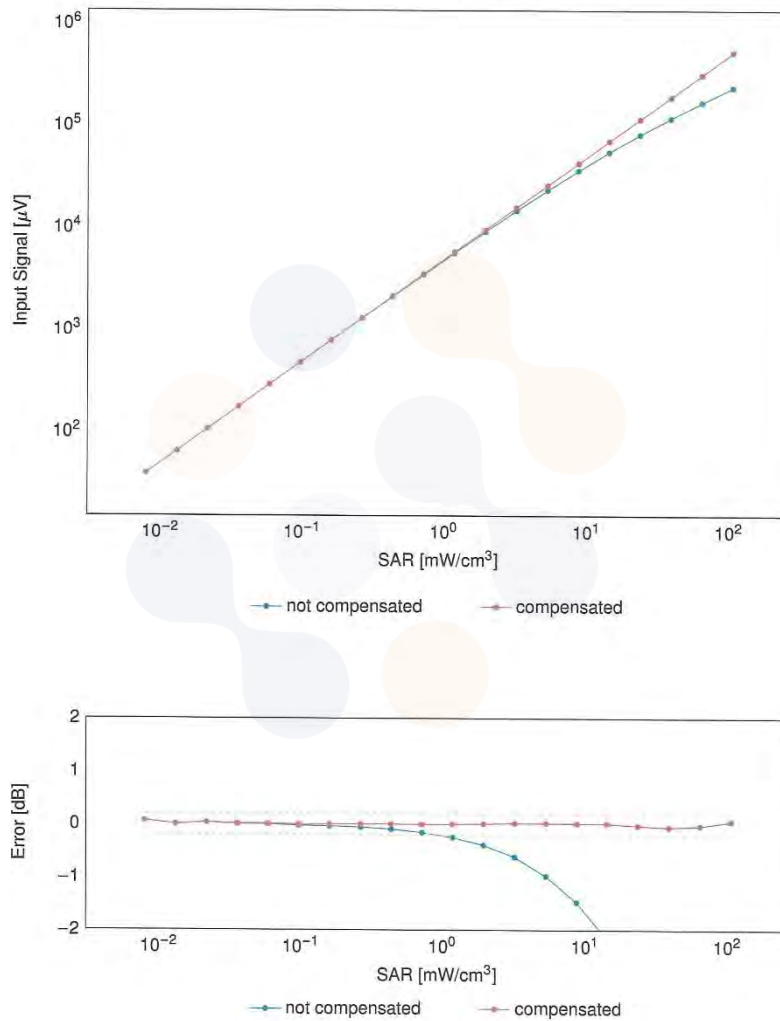 10^6
10^5
10^4
10^3
10^2
Input Signal [μV]
10^-2 10^-1 10^0 10^1 10^2
SAR [mW/cm^3]
not compensated compensated
2
1
0
-1
-2
Error [dB]
10^-2 10^-1 10^0 10^1 10^2
SAR [mW/cm^3]
not compensated compensated